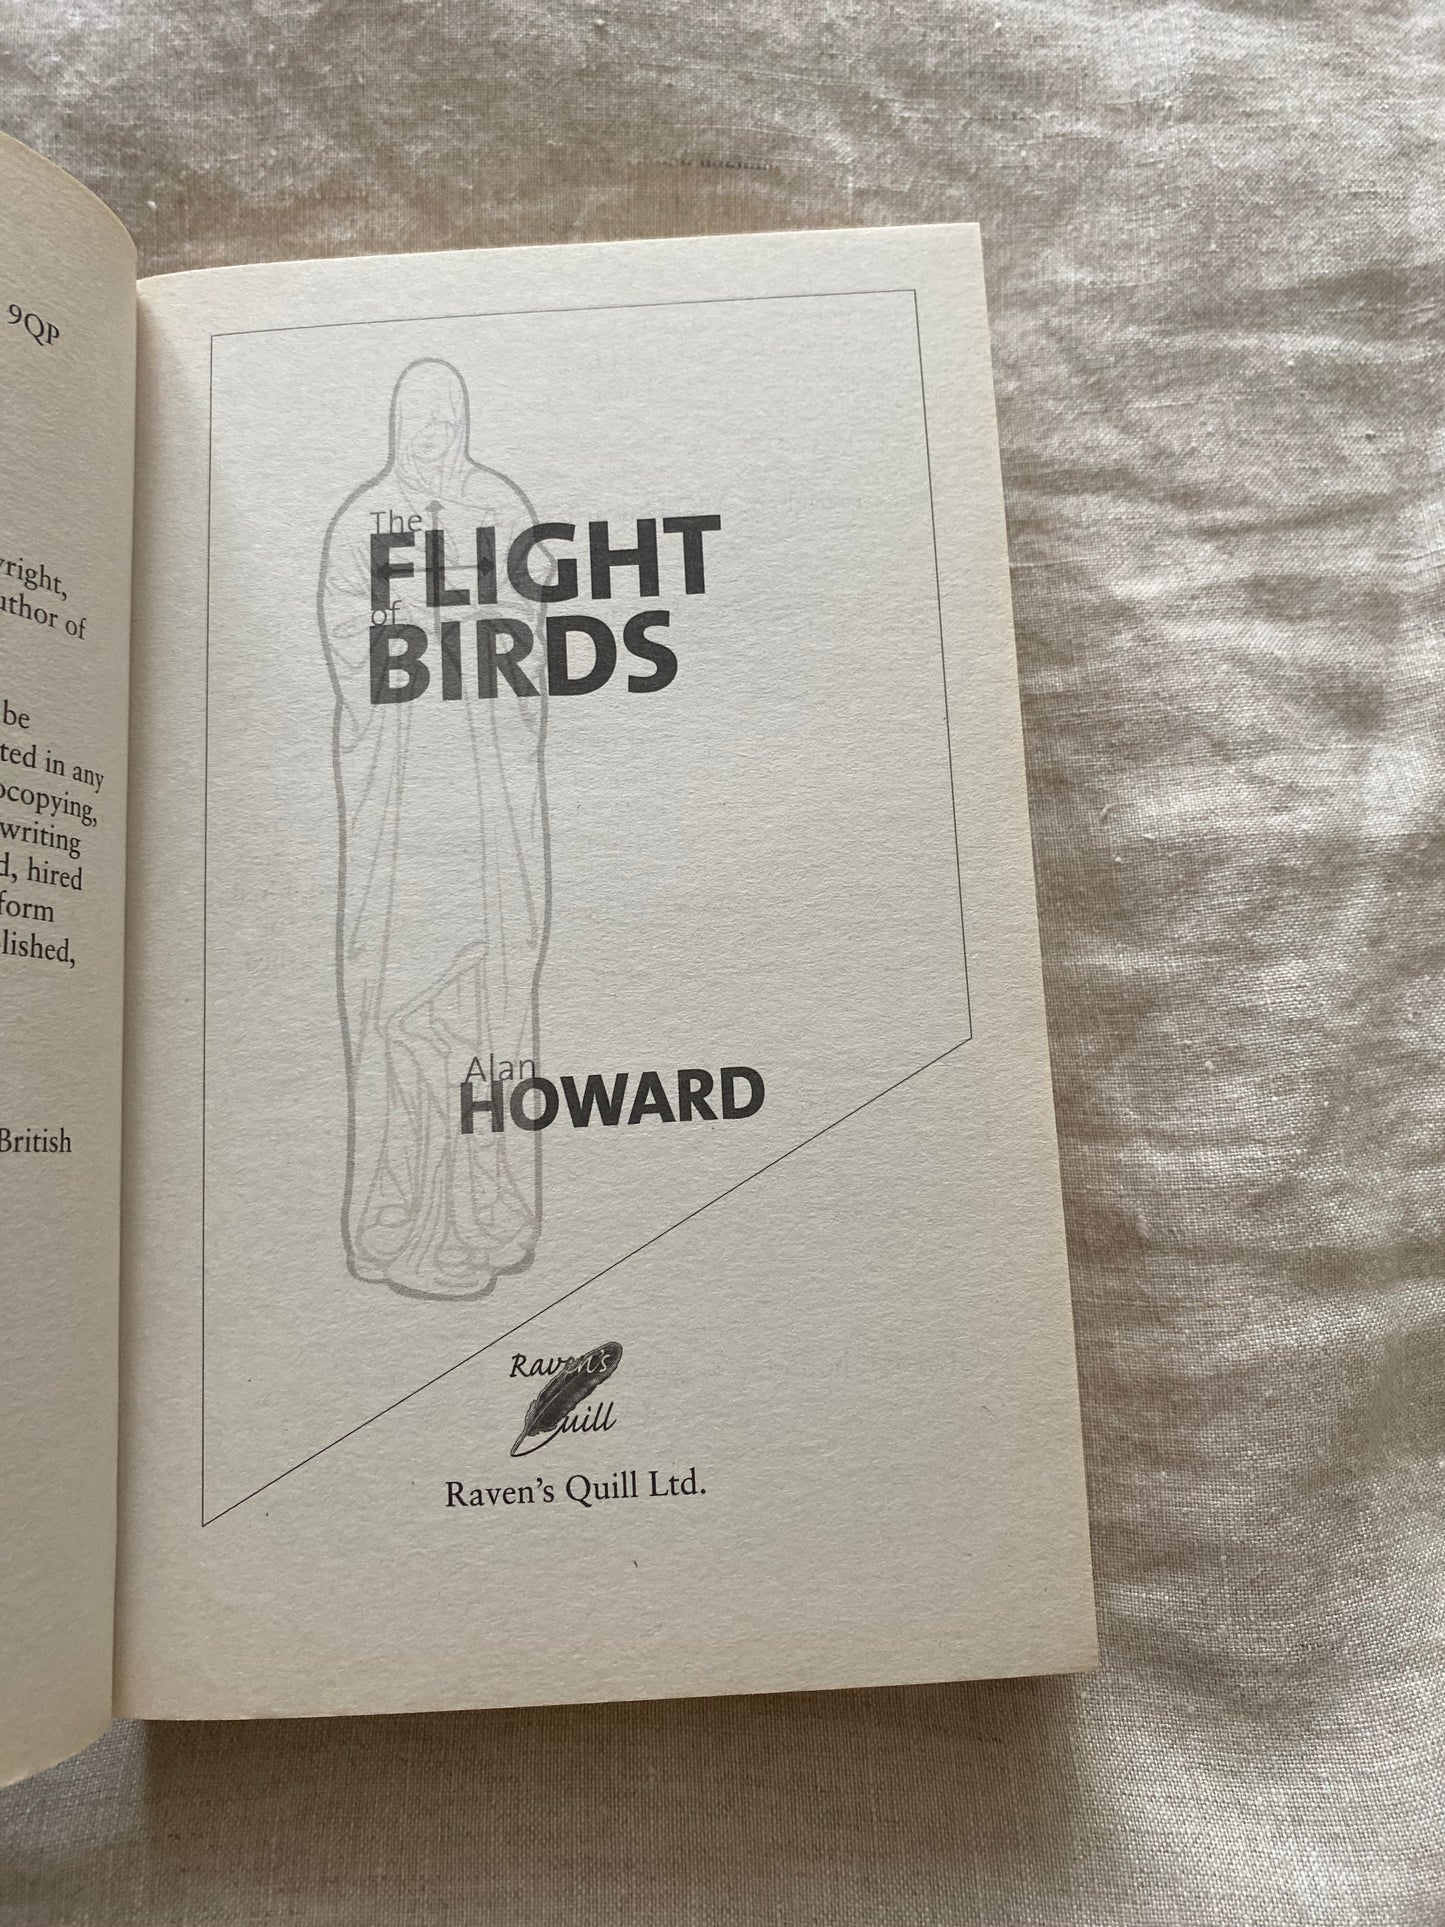 9QP
right,
uthor of
be
ted in any
ocopying,
writing
d, hired
form
lished,
British
The
FLIGHT
of
BIRDS
Alan
HOWARD
Raven's
Quill
Raven's Quill Ltd.